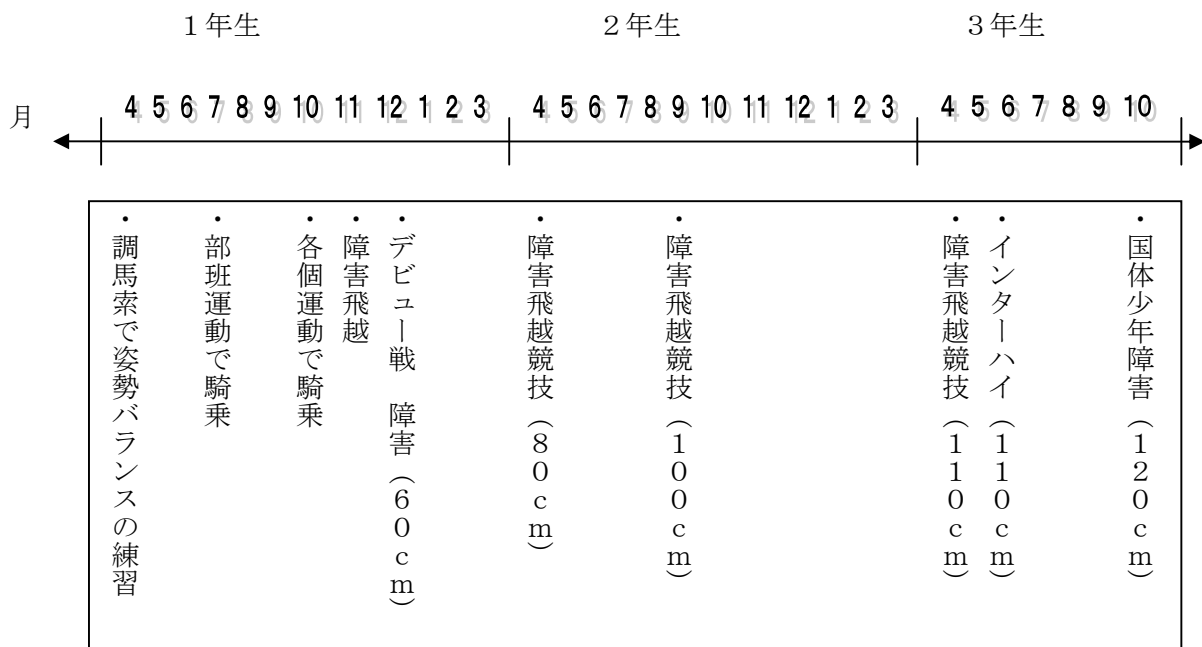 １年生
２年生
３年生
月
4 5 6 7 8 9 10 11 12 1 2 3 4 5 6 7 8 9 10 11 12 1 2 3 4 5 6 7 8 9 10
・調馬索で姿勢バランスの練習
・部班運動で騎乗
・各個運動で騎乗
・障害飛越
・デビュー戦　障害（６０ｃｍ）
・障害飛越競技（８０ｃｍ）
・障害飛越競技（１００ｃｍ）
・障害飛越競技（１１０ｃｍ）
・インターハイ（１１０ｃｍ）
・国体少年障害（１２０ｃｍ）